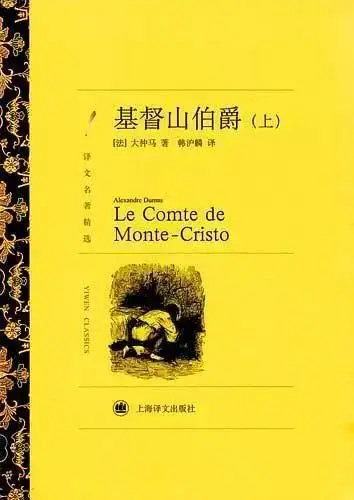 基督山伯爵（上）
[法] 大仲马 著 韩沪麟 译
译文名著精选
YIWEN CLASSICS
Alexandre Dumas
Le Comte de
Monte-Cristo
上海译文出版社